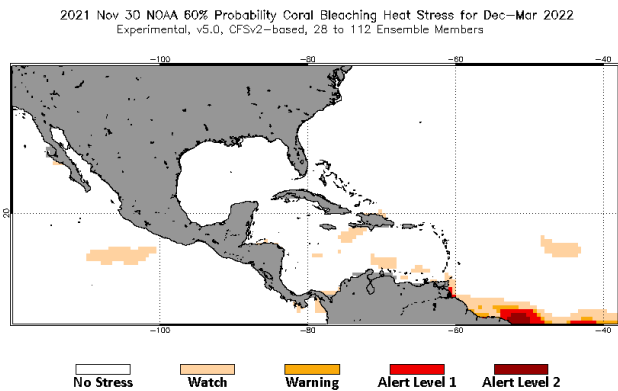 2021 Nov 30 NOAA 60% Probability Coral Bleaching Heat Stress for Dec-Mar 2022
Experimental, v5.0, CFSv2-based, 28 to 112 Ensemble Members
-100 -80 -60 -40
20
-100 -80 -60 -40
No Stress Watch Warning Alert Level 1 Alert Level 2